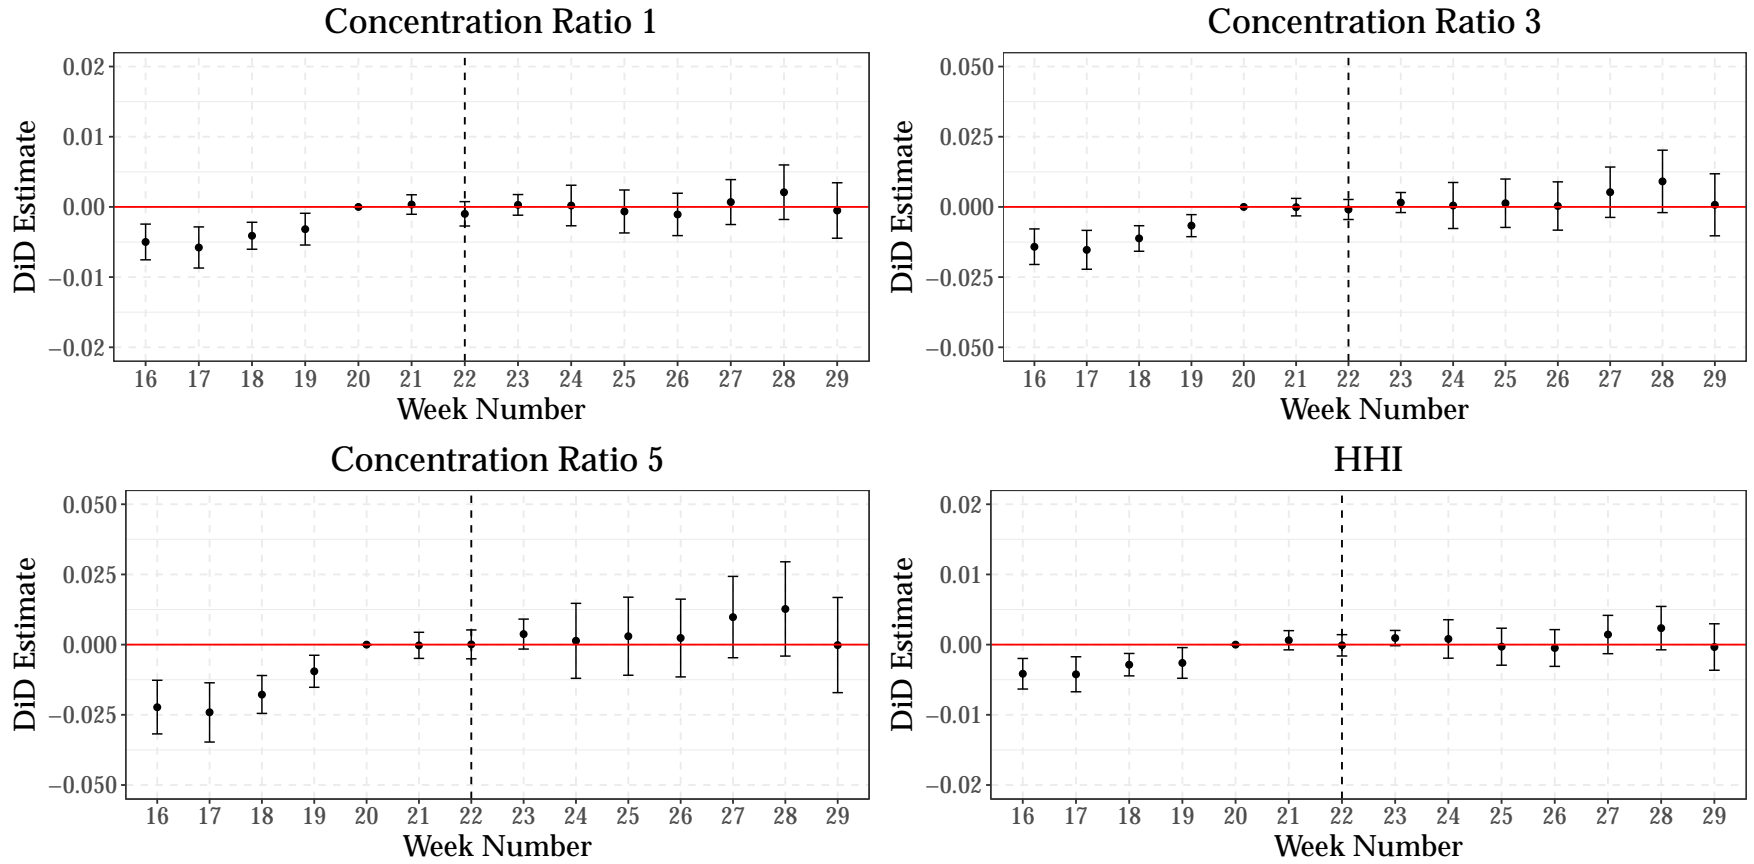 Concentration Ratio 1
DiD Estimate
0.02
0.01
0.00
−0.01
−0.02
16 17 18 19 20 21 22 23 24 25 26 27 28 29
Week Number
Concentration Ratio 3
DiD Estimate
0.050
0.025
0.000
−0.025
−0.050
16 17 18 19 20 21 22 23 24 25 26 27 28 29
Week Number
Concentration Ratio 5
DiD Estimate
0.050
0.025
0.000
−0.025
−0.050
16 17 18 19 20 21 22 23 24 25 26 27 28 29
Week Number
HHI
DiD Estimate
0.02
0.01
0.00
−0.01
−0.02
16 17 18 19 20 21 22 23 24 25 26 27 28 29
Week Number